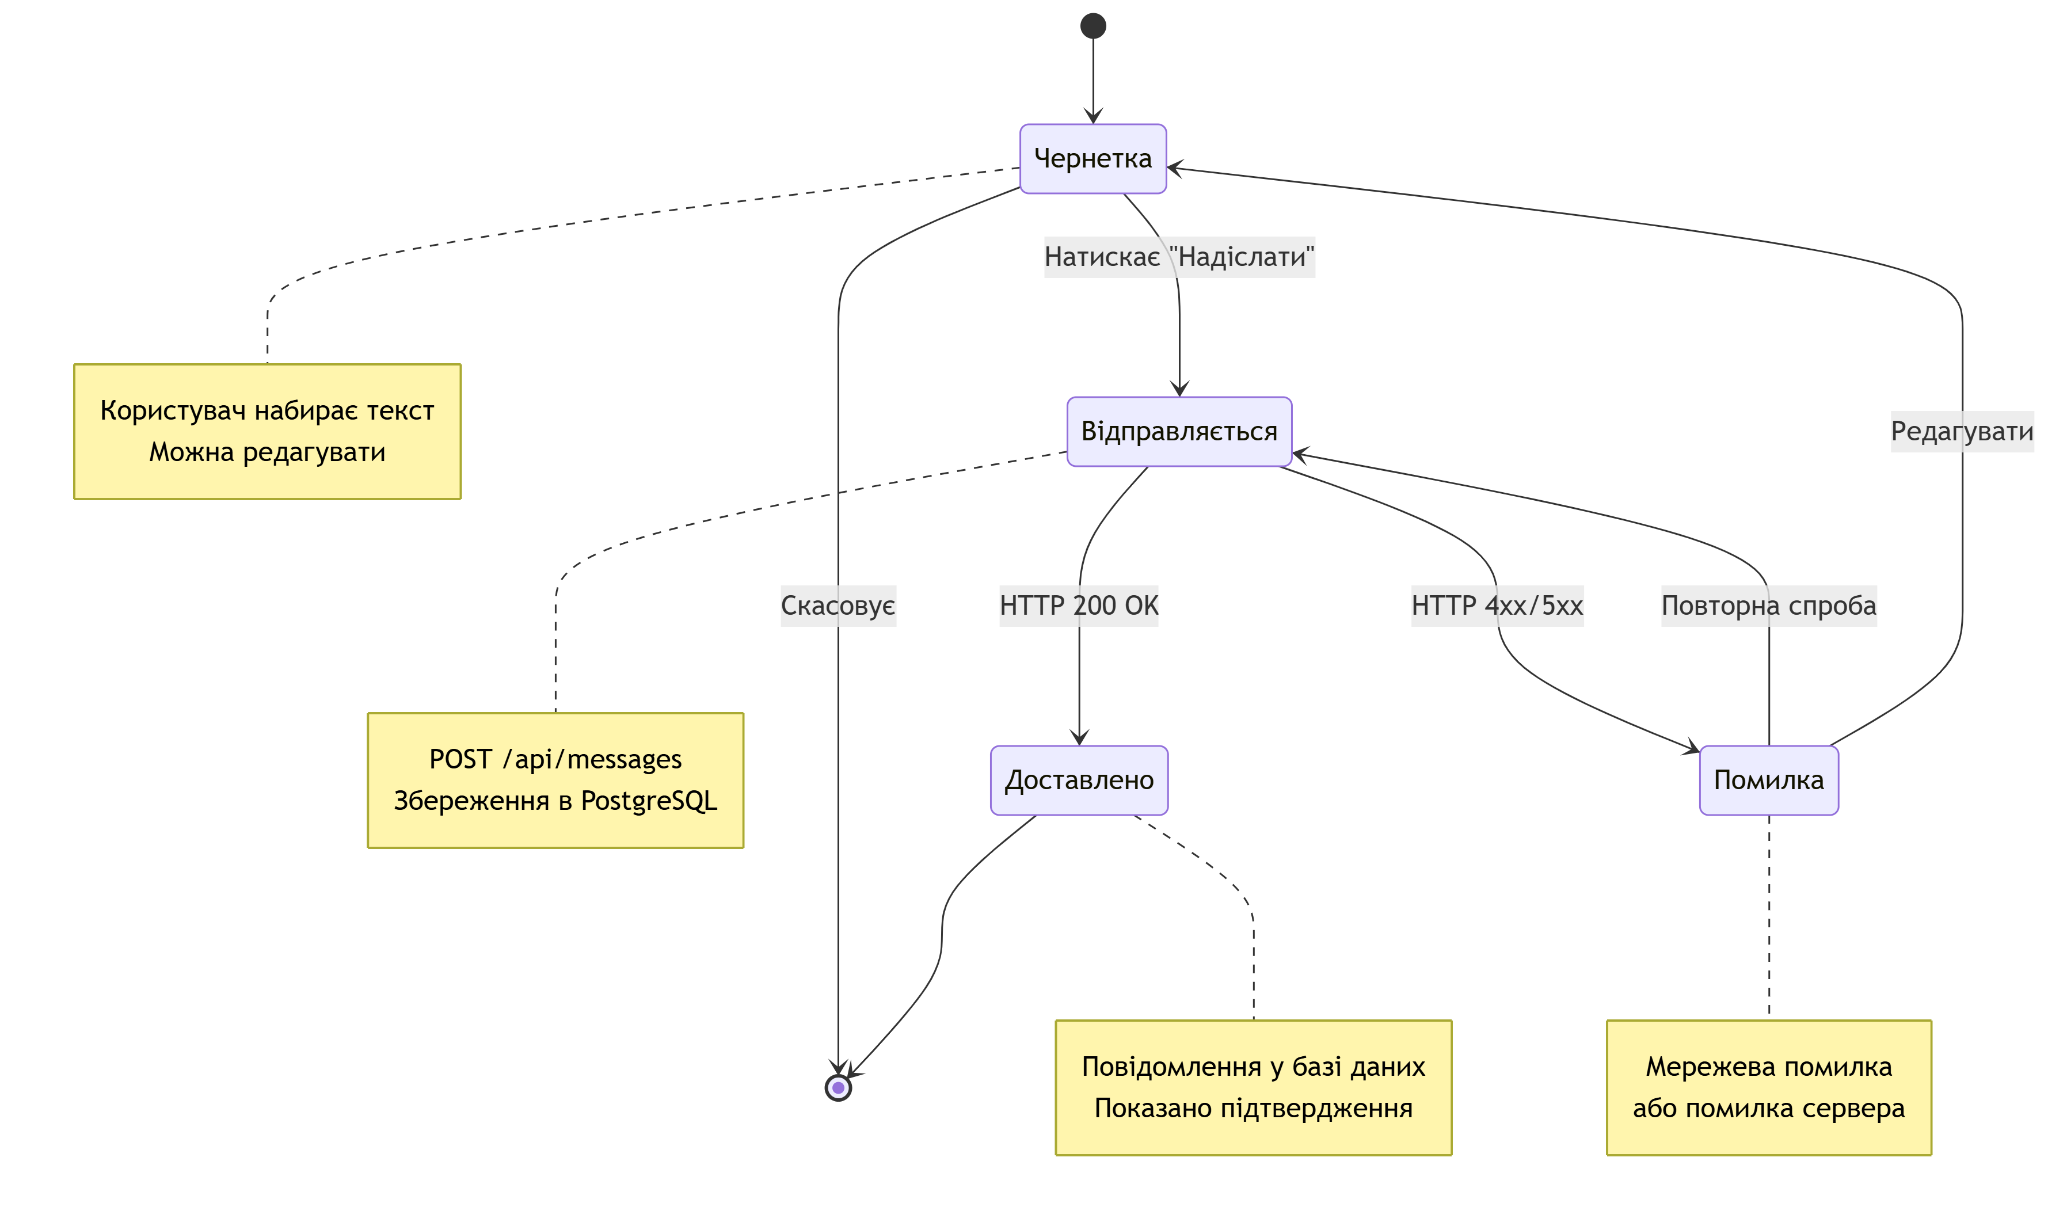 Чернетка
Натискає "Надіслати"
Користувач набирає текст
Можна редагувати
Відправляється
Редагувати
Скасовує
HTTP 200 OK
HTTP 4xx/5xx
Повторна спроба
POST /api/messages
Збереження в PostgreSQL
Доставлено
Помилка
Повідомлення у базі даних
Показано підтвердження
Мережева помилка
або помилка сервера